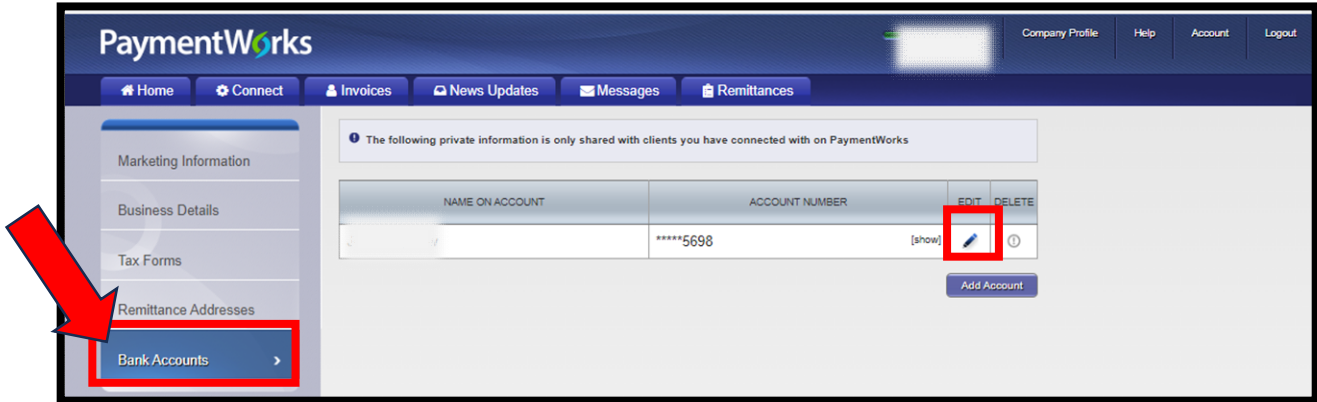 PaymentWorks
Company Profile Help Account Logout
Home Connect Invoices News Updates Messages Remittances
The following private information is only shared with clients you have connected with on PaymentWorks
Marketing Information
Business Details
Tax Forms
Remittance Addresses
Bank Accounts
NAME ON ACCOUNT ACCOUNT NUMBER EDIT DELETE
*****5698 [show]
Add Account